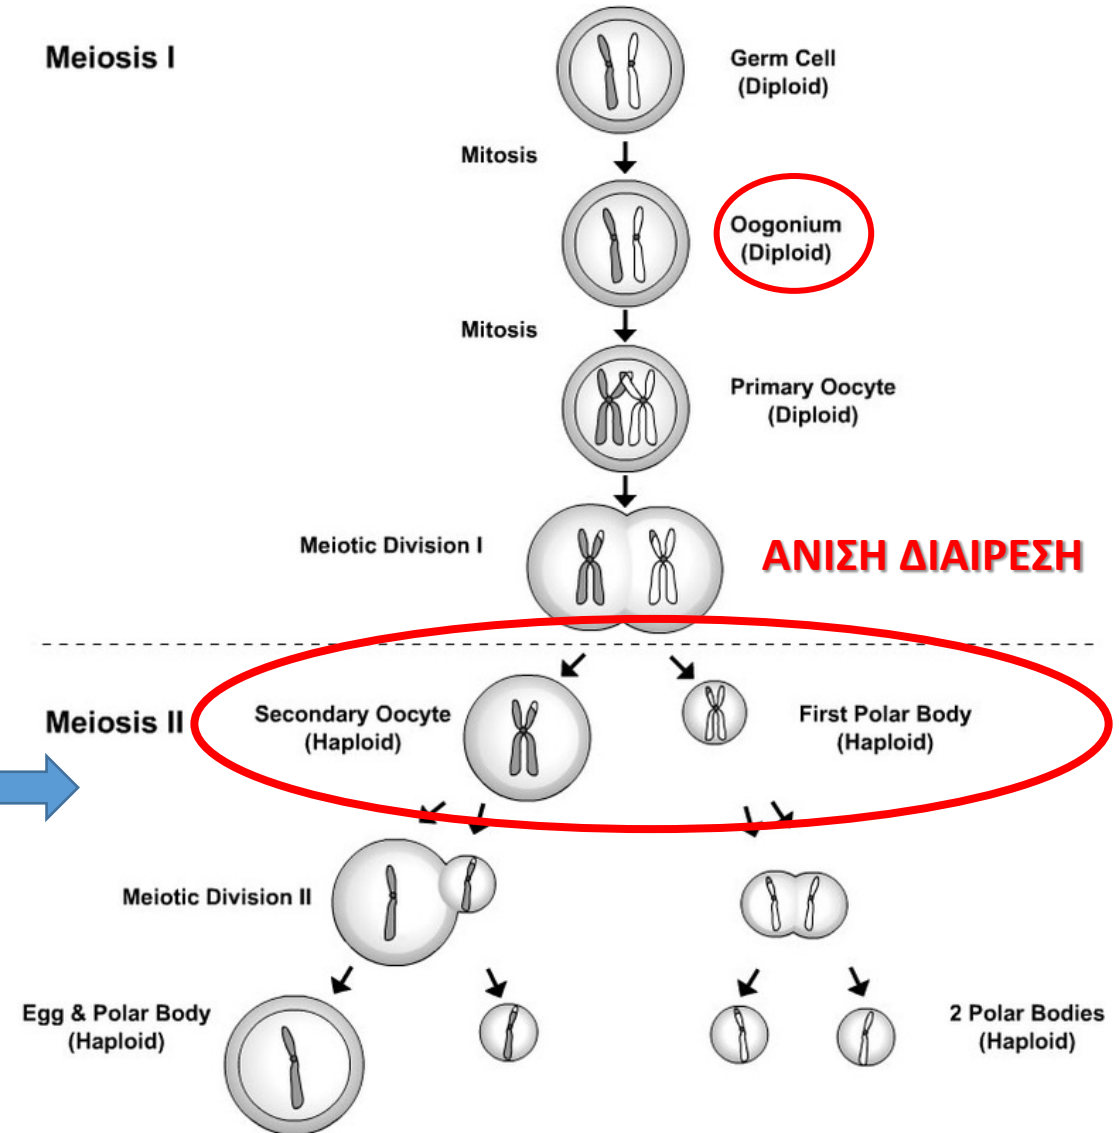 Meiosis I
Germ Cell
(Diploid)
Mitosis
Oogonium
(Diploid)
Mitosis
Primary Oocyte
(Diploid)
Meiotic Division I
ΑΝΙΣΗ ΔΙΑΙΡΕΣΗ
Meiosis II
Secondary Oocyte
(Haploid)
First Polar Body
(Haploid)
Meiotic Division II
Egg & Polar Body
(Haploid)
2 Polar Bodies
(Haploid)